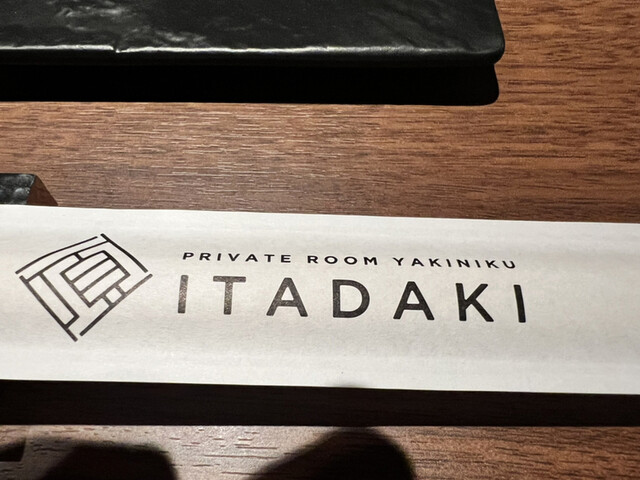 PRIVATE ROOM YAKINIKU
ITADAKI